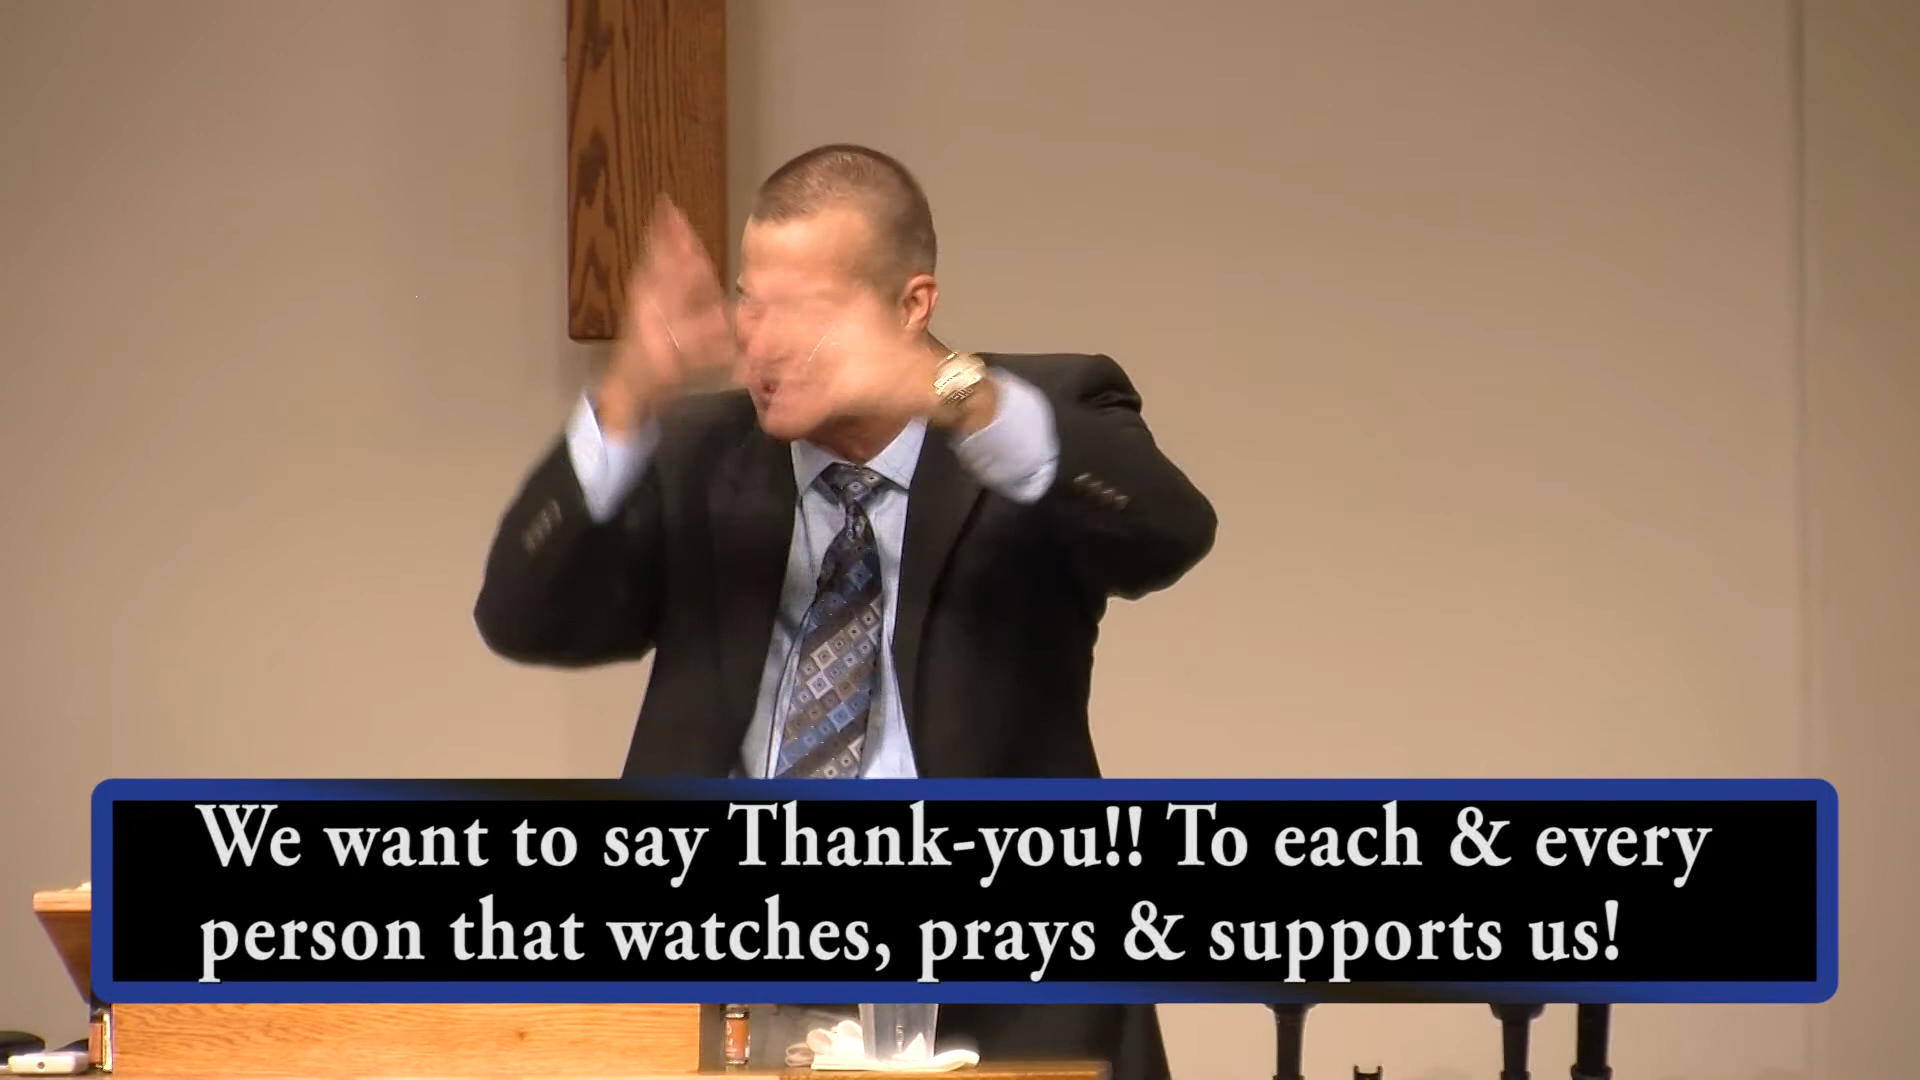 We want to say Thank-you!! To each & every
person that watches, prays & supports us!